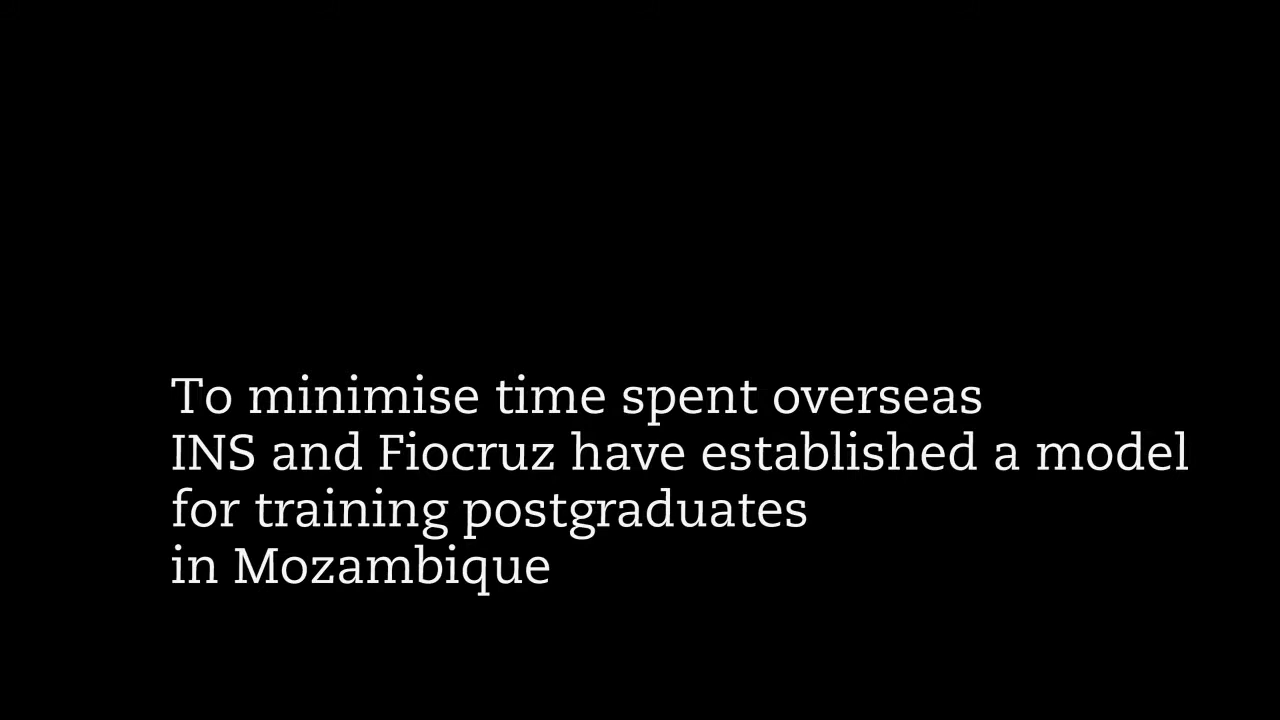 To minimise time spent overseas
INS and Fiocruz have established a model
for training postgraduates
in Mozambique